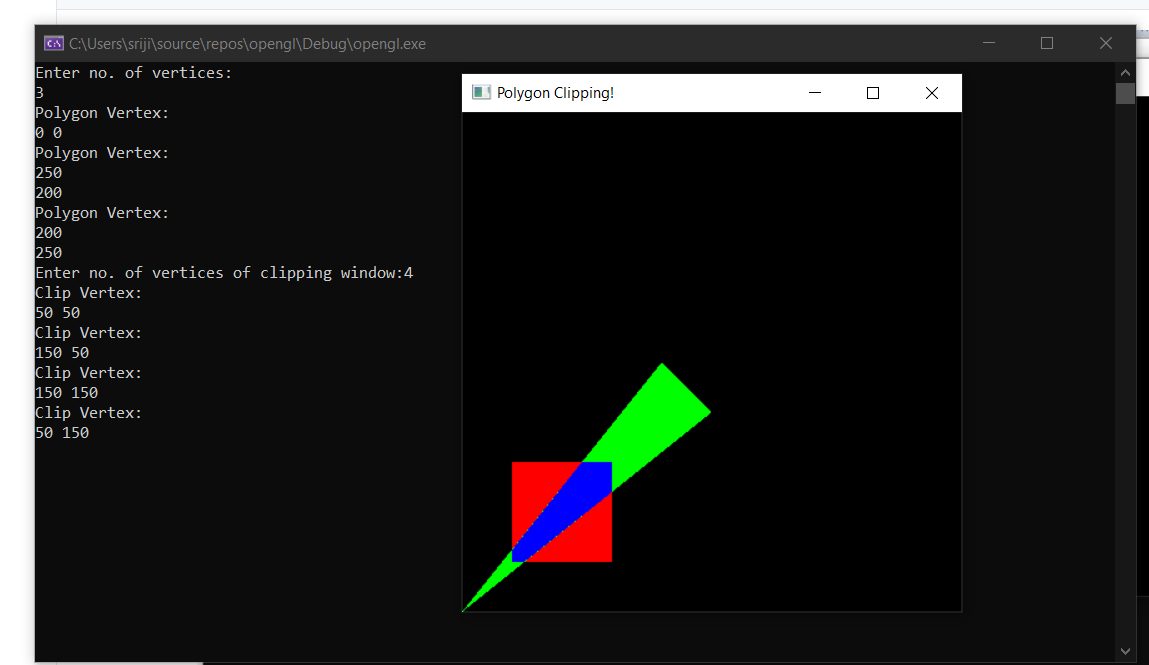 C:\Users\sriji\source\repos\opengl\Debug\opengl.exe
Enter no. of vertices:
3
Polygon Vertex:
0 0
Polygon Vertex:
250
200
Polygon Vertex:
200
250
Enter no. of vertices of clipping window:4
Clip Vertex:
50 50
Clip Vertex:
150 50
Clip Vertex:
150 150
Clip Vertex:
50 150
Polygon Clipping!